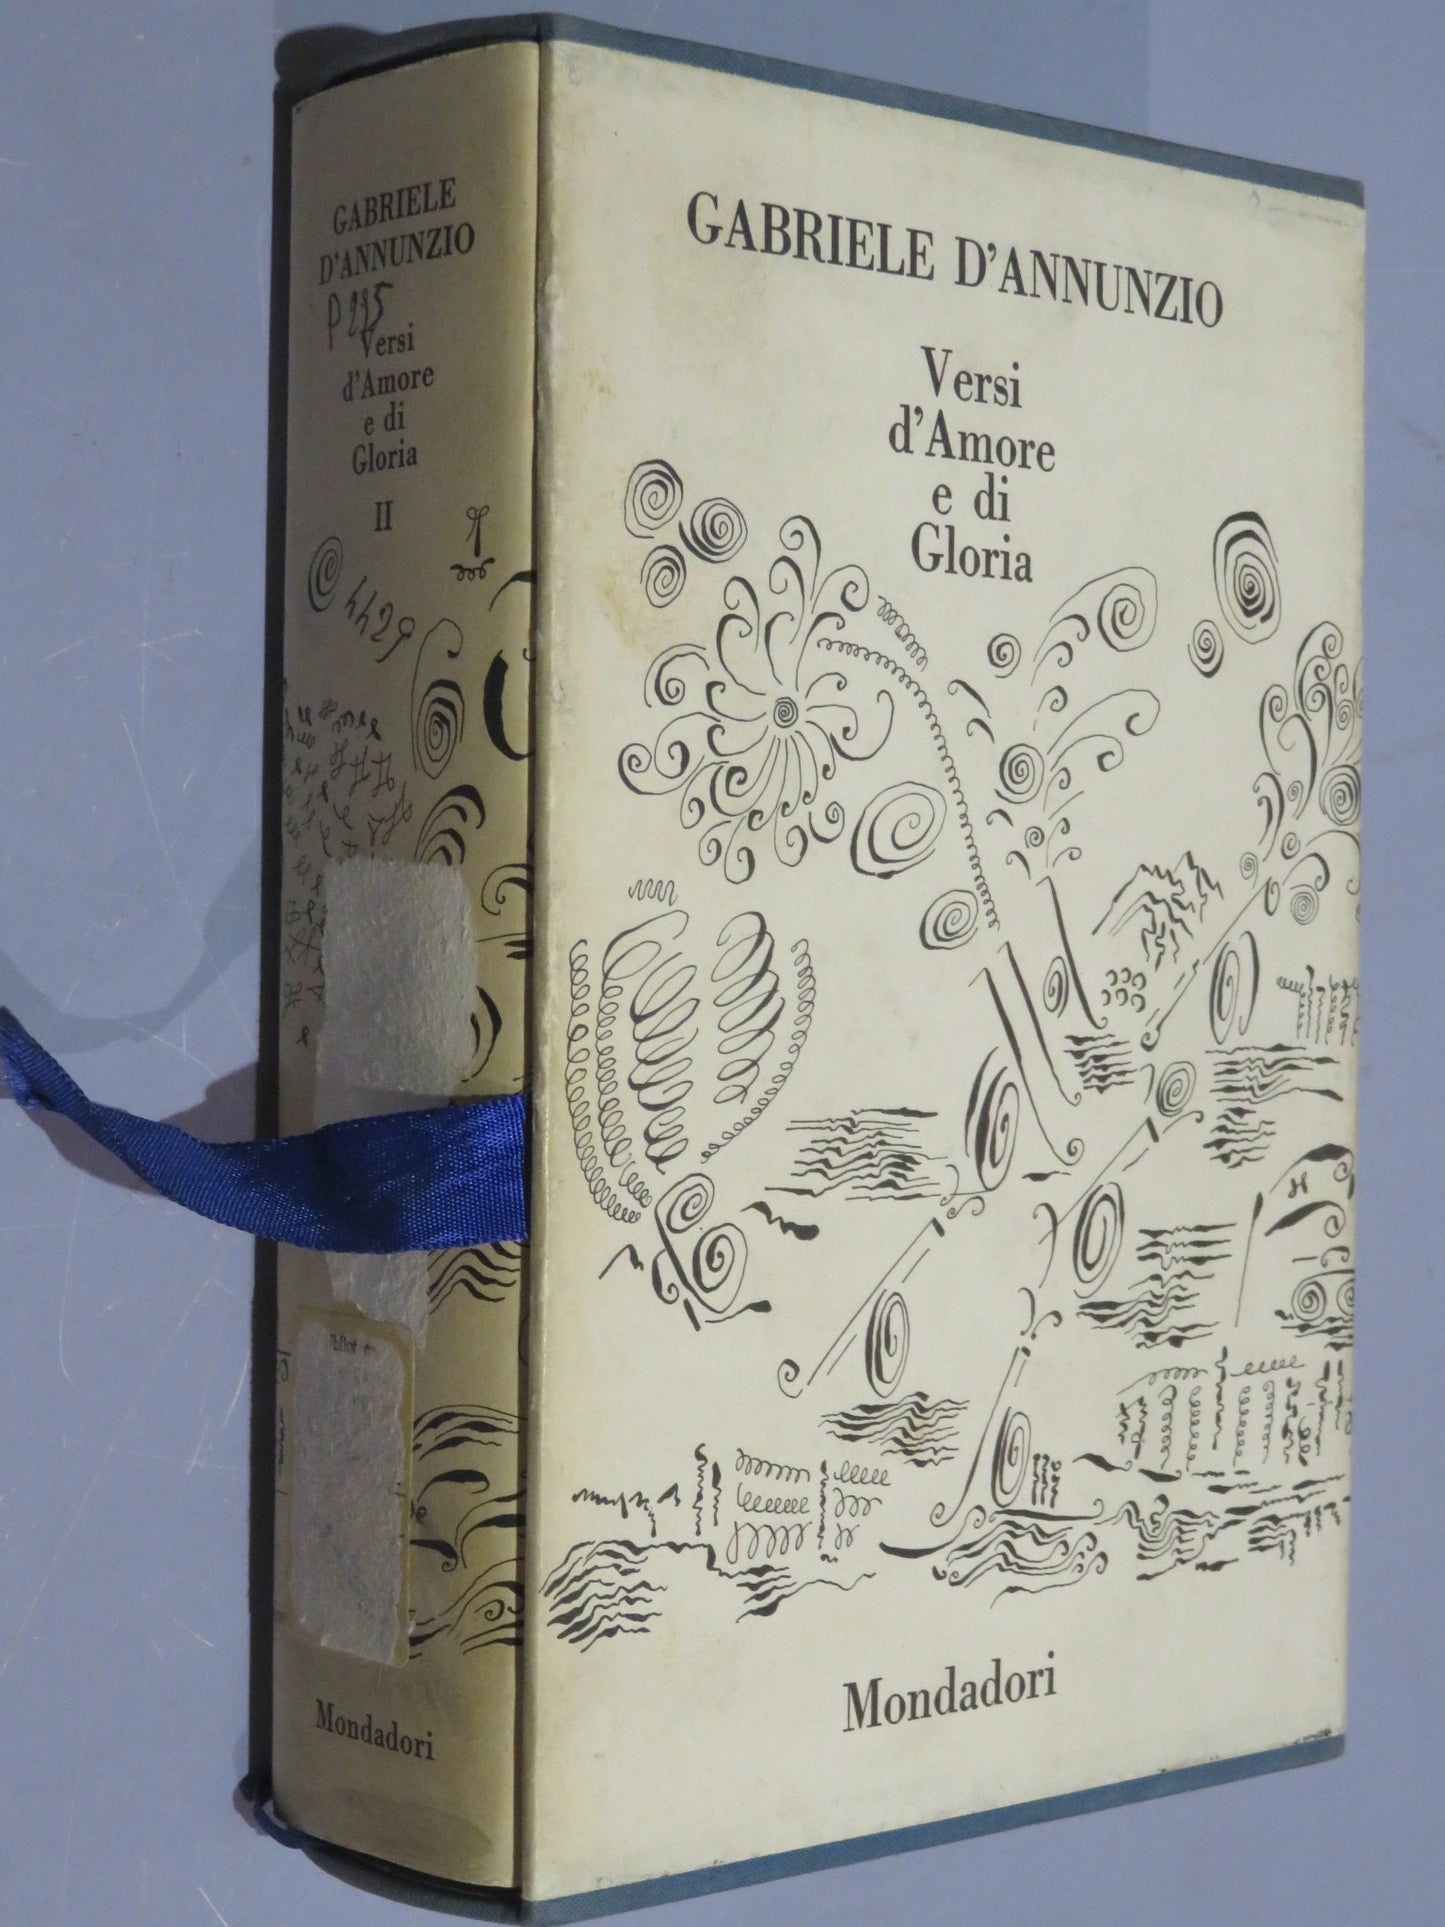 GABRIELE
D'ANNUNZIO
Versi
d'Amore
e di
Gloria
II
Mondadori
GABRIELE D'ANNUNZIO
Versi
d'Amore
e di
Gloria
Mondadori